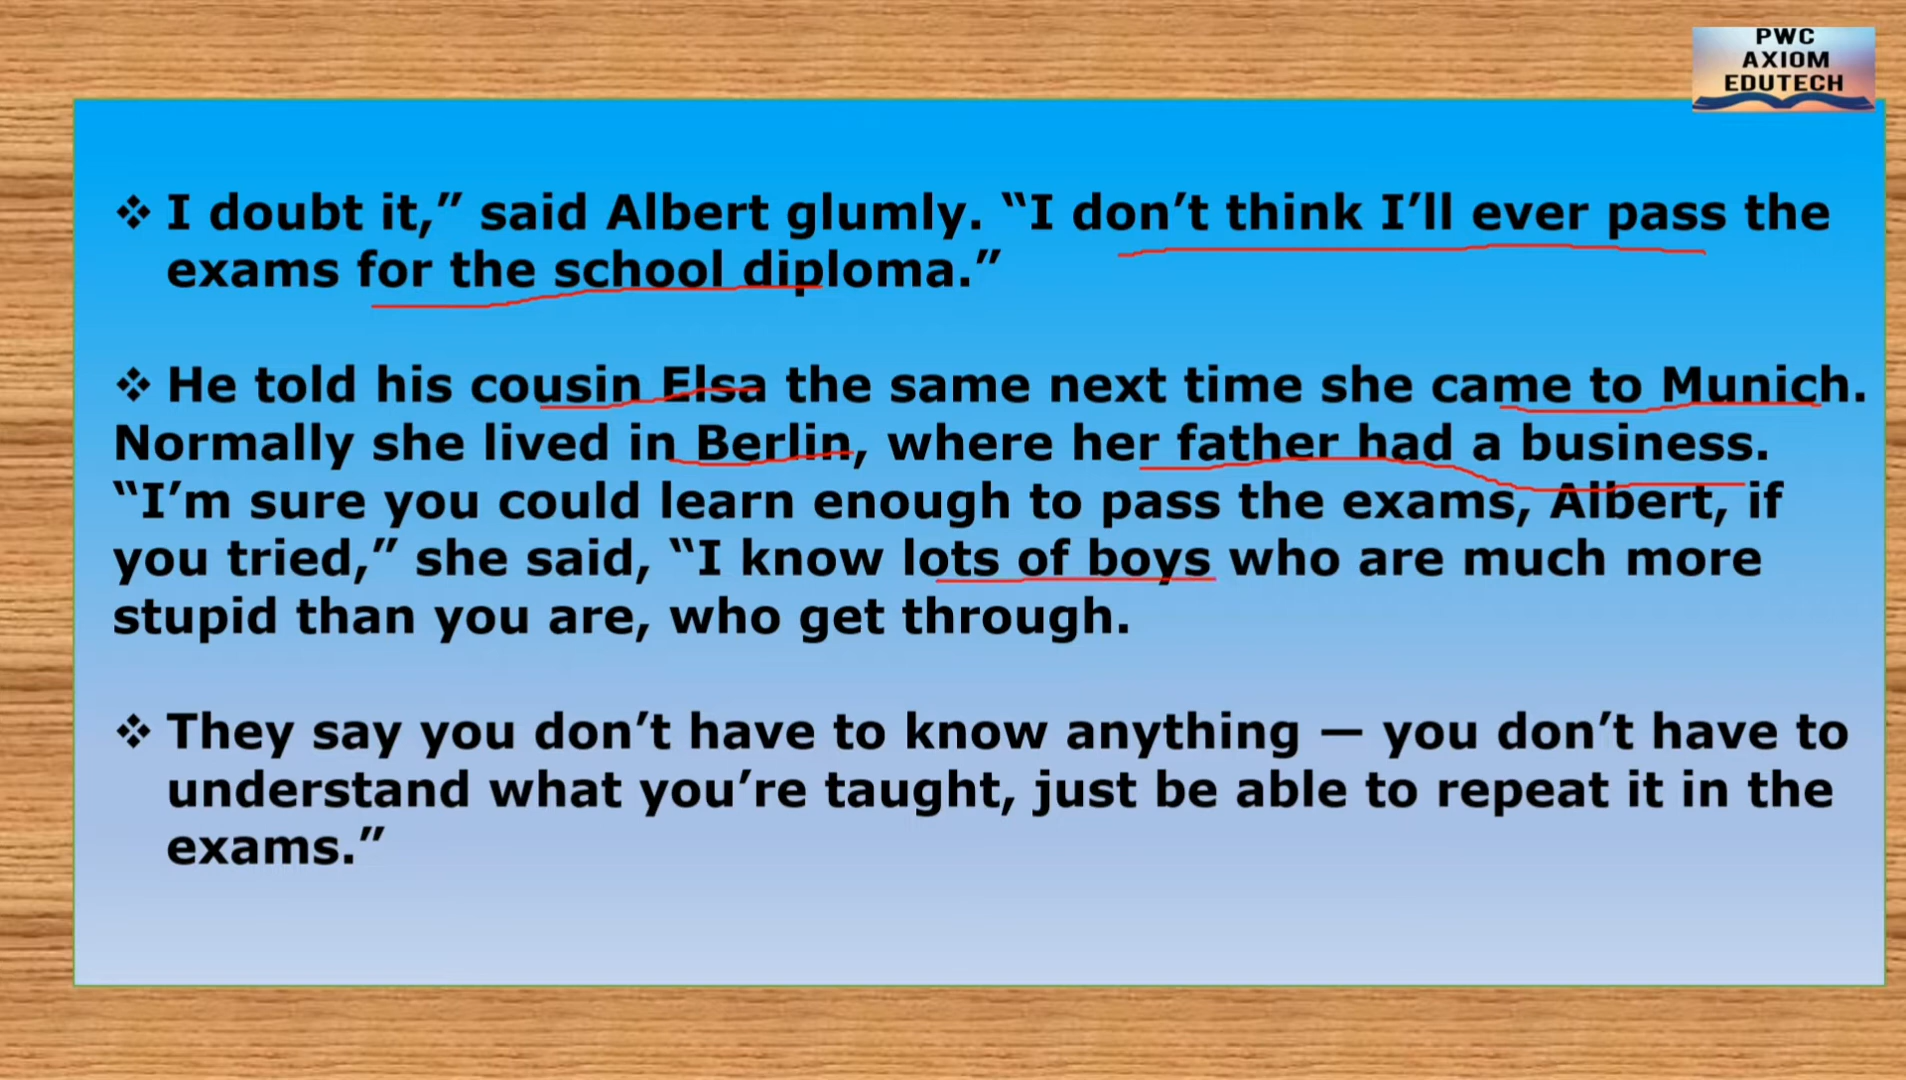 PWC
AXIOM
EDUTECH
❖ I doubt it,” said Albert glumly. “I don’t think I’ll ever pass the
exams for the school diploma.”
❖ He told his cousin Elsa the same next time she came to Munich.
Normally she lived in Berlin, where her father had a business.
“I’m sure you could learn enough to pass the exams, Albert, if
you tried,” she said, “I know lots of boys who are much more
stupid than you are, who get through.
❖ They say you don’t have to know anything — you don’t have to
understand what you’re taught, just be able to repeat it in the
exams.”